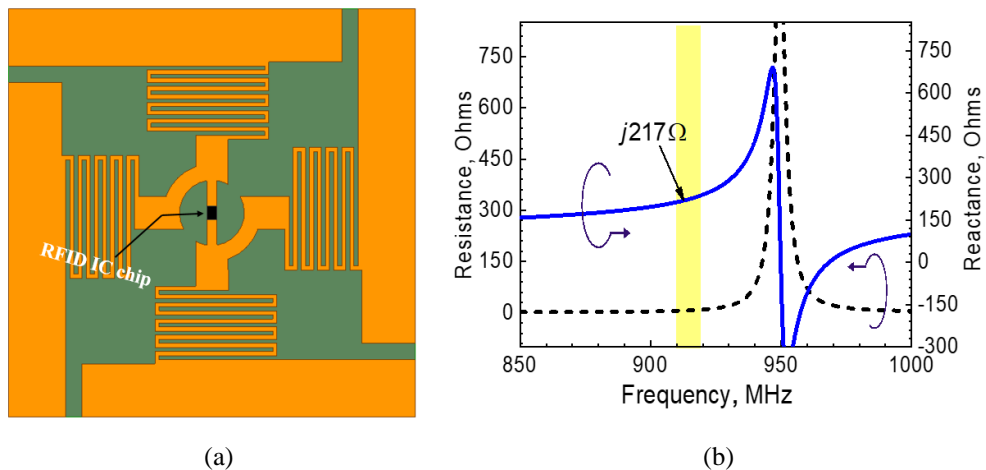 RFID IC chip
(a)
Resistance, Ohms
750
600
450
300
150
0
j217Ω
750
600
450
300
150
0
-150
-300
Reactance, Ohms
850
900
950
1000
Frequency, MHz
(b)